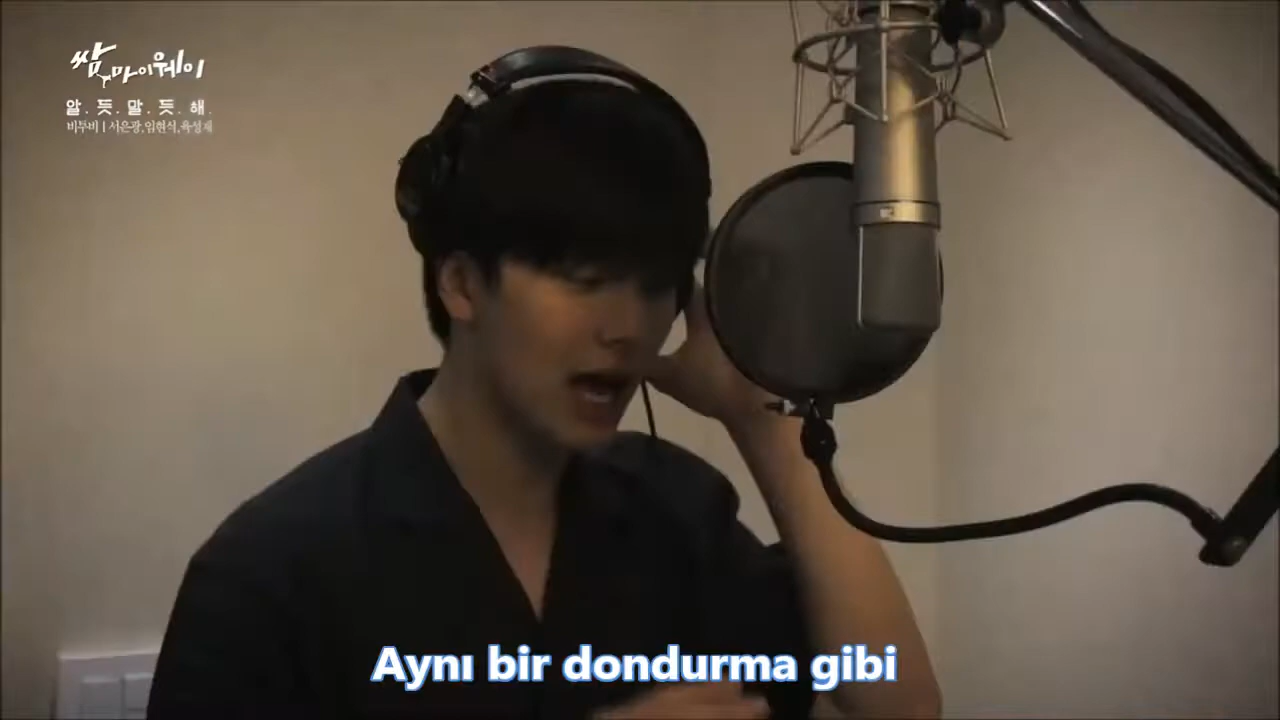 쌈, 마이웨이
알.듯.말.듯.해.
비투비 | 서은광,임현식,육성재
Aynı bir dondurma gibi